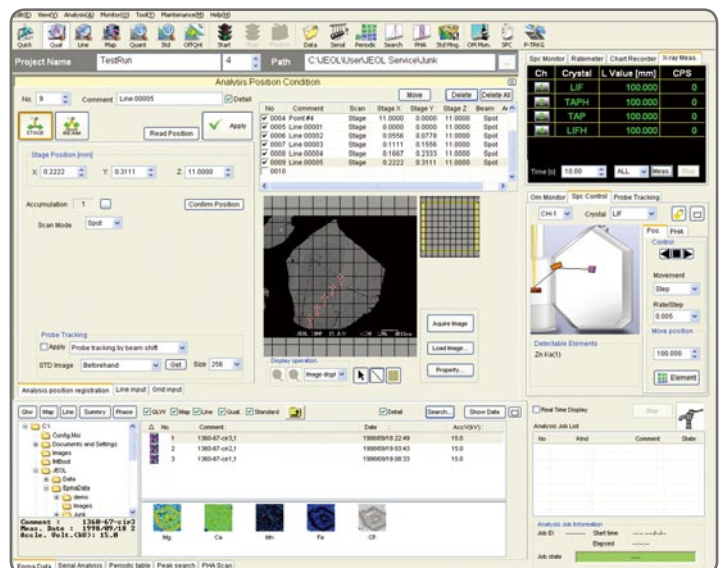 Edit(E) View(V) Analysis(A) Monitor(Q) Tool(T) Maintenance(M) Help(H)
Quick Qual Line Map Quant Std OffQnt Start Stop Monitor Data Serial Periodic Search PHA Std Mng. OM Mon. SPC P-TRKG
Project Name TestRun 4 Path C:\JEOL\User\JEOL Service\Junk
Analysis Position Condition
No. 9 Comment Line 00005 Detail
Move Delete Delete All
STAGE BEAM Read Position Apply
No Comment Scan Stage X Stage Y Stage Z Beam
0004 Point #4 Stage 11.0000 0.0000 11.0000 Spot
0005 Line 00001 Stage 0.0000 0.0000 11.0000 Spot
0006 Line 00002 Stage 0.0556 0.0778 11.0000 Spot
0007 Line 00003 Stage 0.1111 0.1556 11.0000 Spot
0008 Line 00004 Stage 0.1667 0.2333 11.0000 Spot
0009 Line 00005 Stage 0.2222 0.3111 11.0000 Spot
0010
Stage Position [mm]
X: 0.2222 Y: 0.3111 Z: 11.0000
Accumulation 1 ... Confirm Position
Scan Mode Spot
Probe Tracking
Apply Probe tracking by beam shift
STD Image Beforehand Get Size 256
Aquire Image
Load Image...
Property...
Display operation
Image displ
Analysis position registration Line input Grid input
Spc Monitor Ratemeter Chart Recorder X-ray Meas.
Ch Crystal L Value [mm] CPS
LIF 100.000 0
TAPH 100.000 0
TAP 100.000 0
LIFH 100.000 0
Time [s] 10.00 ALL Meas. Stop
Om Monitor Spc Control Probe Tracking
CH-1 Crystal LIF
Pos. PHA
Control
Movement
Step
Rate/Step
0.005
Move position
100.000
Element
Detectable Elements
Zn Ka(1)
Qtv Map Line Summry Phase
Map Line Qual. Standard Detail Search... Show Data
C:\
Config.Msi
Documents and Settings
Images
JEOL
Data
EpmaData
demo
Images
Junk
No. Comment: Date : AccV(kV) :
1 1360-67-cir3,1 1998/09/18 22:49 15.0
2 1360-67-cir2,1 1998/09/19 03:43 15.0
3 1360-67-cir1,1 1998/09/19 08:33 15.0
Comment : 1360-67-cir3
Meas. Date : 1998/09/18 2
Accle. Volt.(kV): 15.0
Mg Ca Mn Fe CP
Epma Data Serial Analysis Periodic table Peak search PHA Scan
Real Time Display Stop
Analysis Job List
No Kind Comment State
Analysis Job Information
Job ID: Start time
Elapsed
Job state